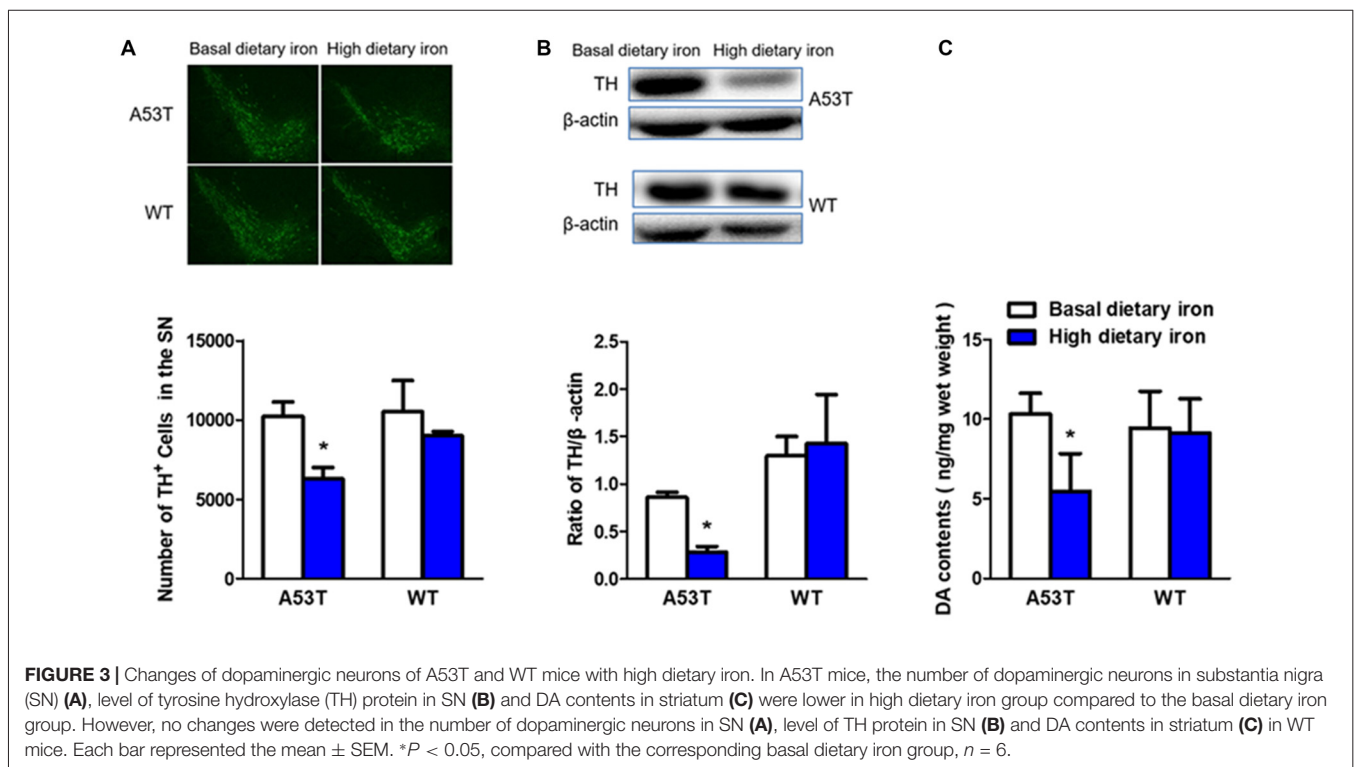 A
Basal dietary iron High dietary iron
A53T
WT
Number of TH⁺ Cells in the SN
15000
10000
5000
0
*
A53T WT
B
Basal dietary iron High dietary iron
TH
β-actin
A53T
TH
β-actin
WT
Ratio of TH/β -actin
2.5
2.0
1.5
1.0
0.5
0.0
*
A53T WT
C
DA contents ( ng/mg wet weight )
15
10
5
0
Basal dietary iron
High dietary iron
*
A53T WT
FIGURE 3 | Changes of dopaminergic neurons of A53T and WT mice with high dietary iron. In A53T mice, the number of dopaminergic neurons in substantia nigra
(SN) (A), level of tyrosine hydroxylase (TH) protein in SN (B) and DA contents in striatum (C) were lower in high dietary iron group compared to the basal dietary iron
group. However, no changes were detected in the number of dopaminergic neurons in SN (A), level of TH protein in SN (B) and DA contents in striatum (C) in WT
mice. Each bar represented the mean ± SEM. *P < 0.05, compared with the corresponding basal dietary iron group, n = 6.